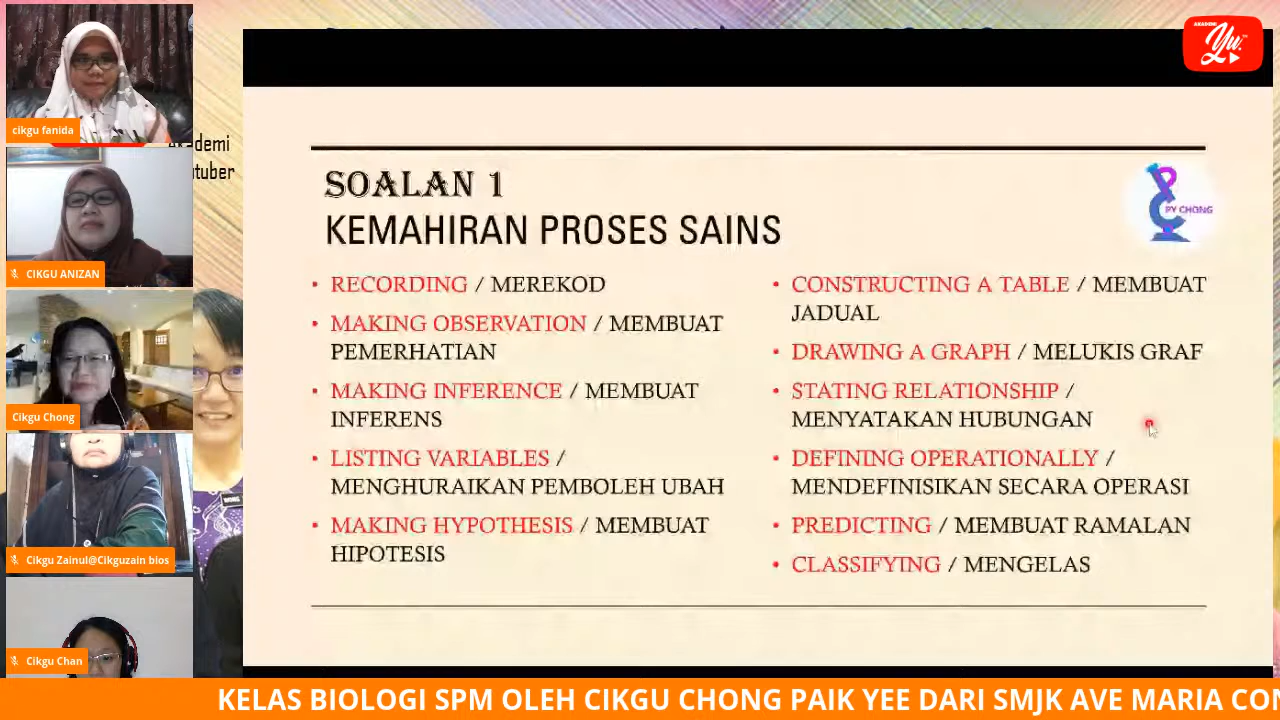 cikgu fanida
CIKGU ANIZAN
Cikgu Chong
Cikgu Zainul@Cikguzain bios
Cikgu Chan
AKADEMI
Yu.
SOALAN 1
KEMAHIRAN PROSES SAINS
PY CHONG
• RECORDING / MEREKOD
• MAKING OBSERVATION / MEMBUAT
PEMERHATIAN
• MAKING INFERENCE / MEMBUAT
INFERENS
• LISTING VARIABLES /
MENGHURAIKAN PEMBOLEH UBAH
• MAKING HYPOTHESIS / MEMBUAT
HIPOTESIS
• CONSTRUCTING A TABLE / MEMBUAT
JADUAL
• DRAWING A GRAPH / MELUKIS GRAF
• STATING RELATIONSHIP /
MENYATAKAN HUBUNGAN
• DEFINING OPERATIONALLY /
MENDEFINISIKAN SECARA OPERASI
• PREDICTING / MEMBUAT RAMALAN
• CLASSIFYING / MENGELAS
KELAS BIOLOGI SPM OLEH CIKGU CHONG PAIK YEE DARI SMJK AVE MARIA CON